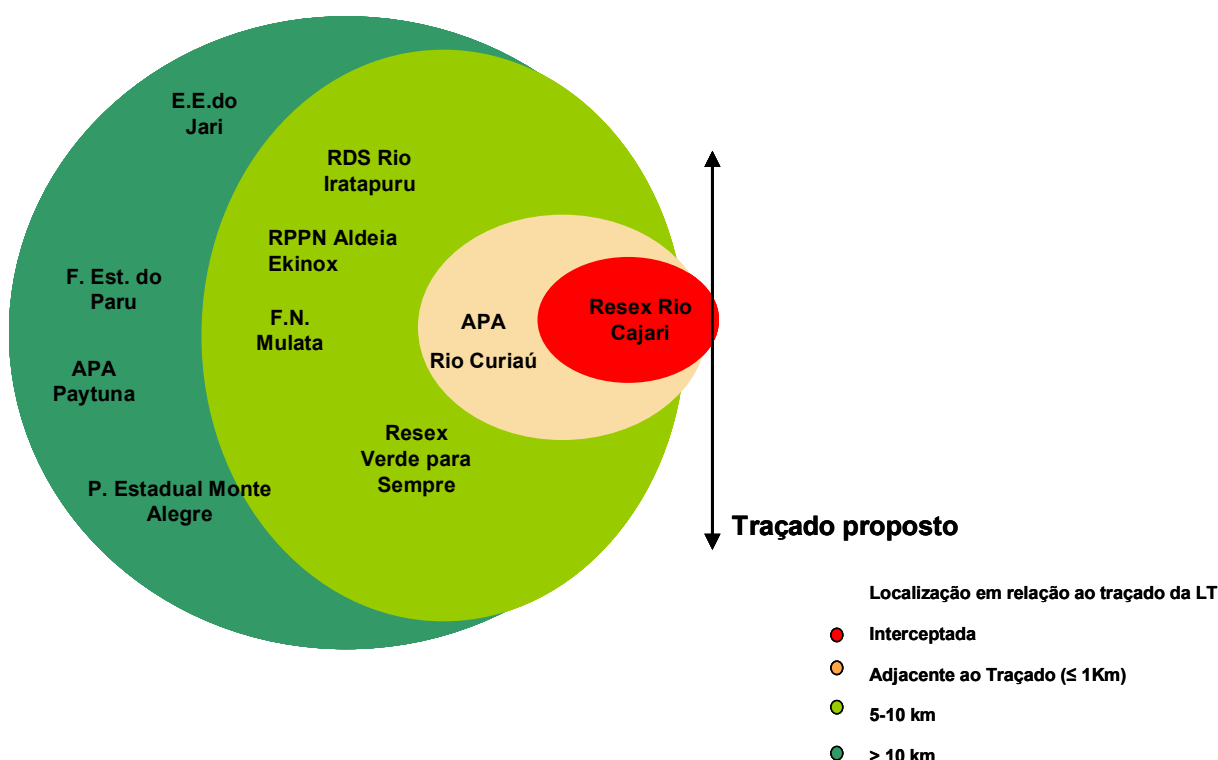 E.E.do
Jari
RDS Rio
Iratapuru
RPPN Aldeia
Ekinox
F. Est. do
Paru
F.N.
Mulata
APA
Rio Curiaú
Resex Rio
Cajari
APA
Paytuna
Resex
Verde para
Sempre
P. Estadual Monte
Alegre
Traçado proposto
Localização em relação ao traçado da LT
Interceptada
Adjacente ao Traçado (≤ 1Km)
5-10 km
> 10 km